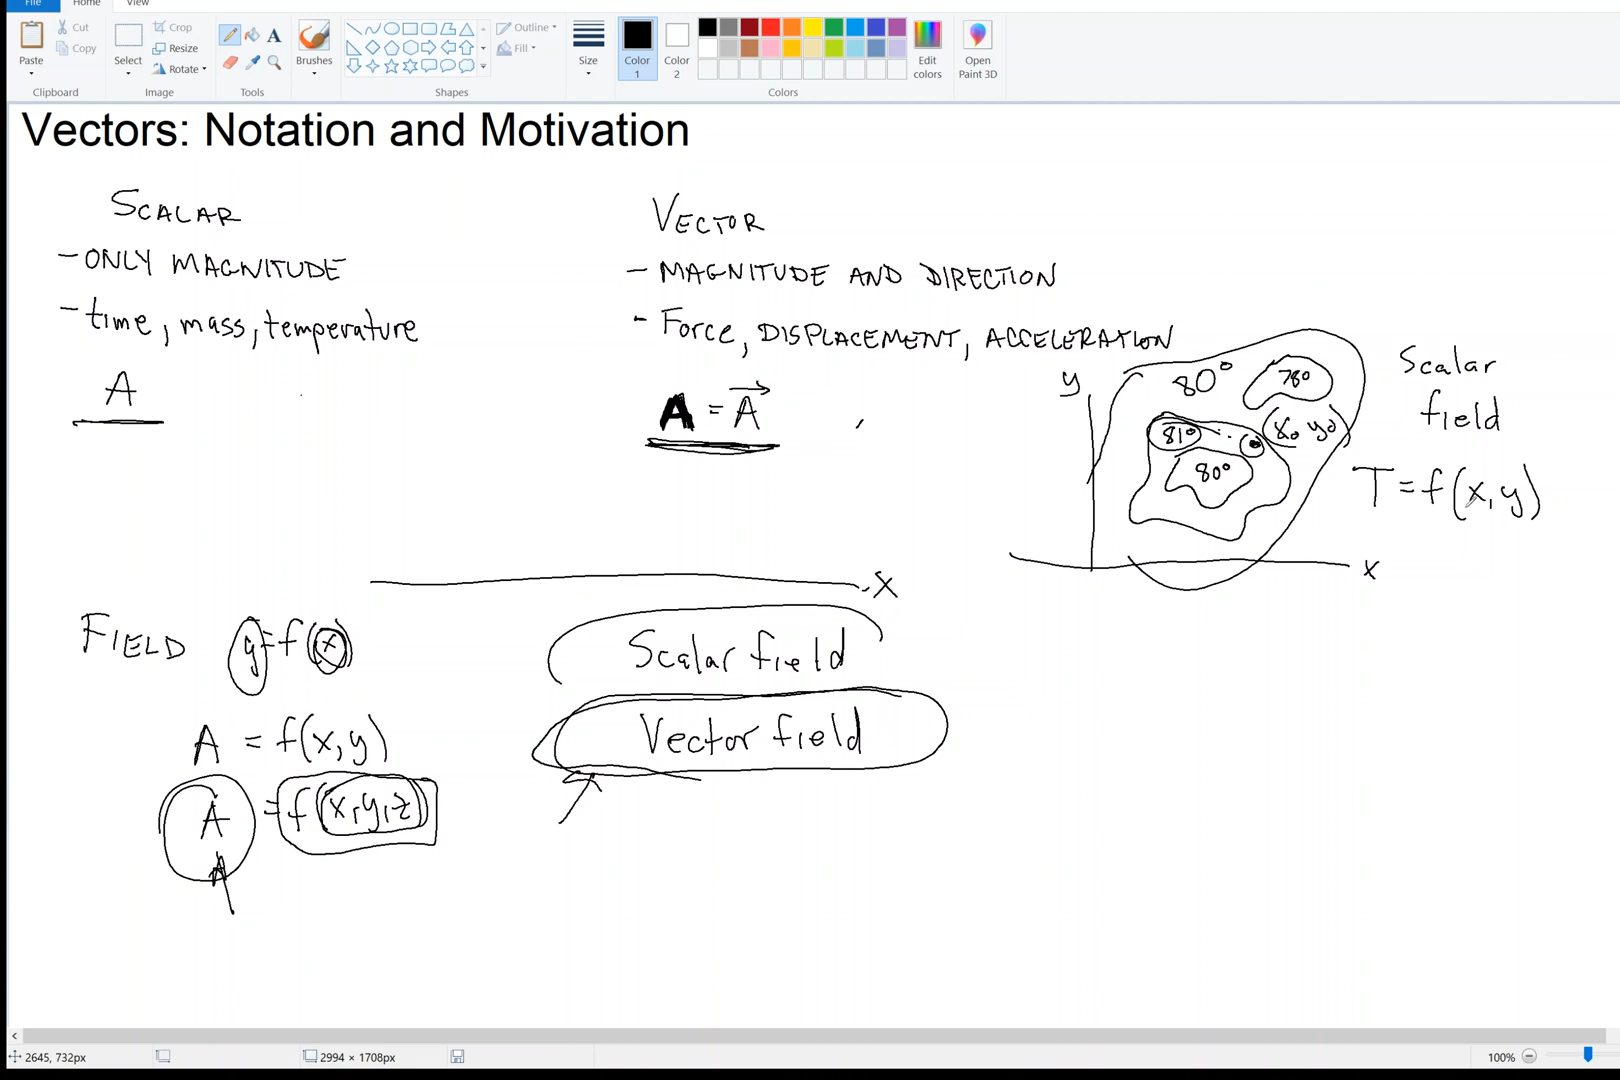 File Home View
Paste
Cut
Copy
Clipboard
Select
Crop
Resize
Rotate
Image
A
Tools
Brushes
Shapes
Outline
Fill
Size
Color 1
Color 2
Edit colors
Colors
Open Paint 3D
Vectors: Notation and Motivation
SCALAR
- ONLY MAGNITUDE
- time, mass, temperature
A
VECTOR
- MAGNITUDE AND DIRECTION
- Force, DISPLACEMENT, ACCELERATION
A = A
y
80° 78°
81° x₀ y₀
80°
x
Scalar
field
T = f(x, y)
x
FIELD y = f(x)
A = f(x, y)
A = f(x, y, z)
A
Scalar field
Vector field
2645, 732px
2994 × 1708px
100%